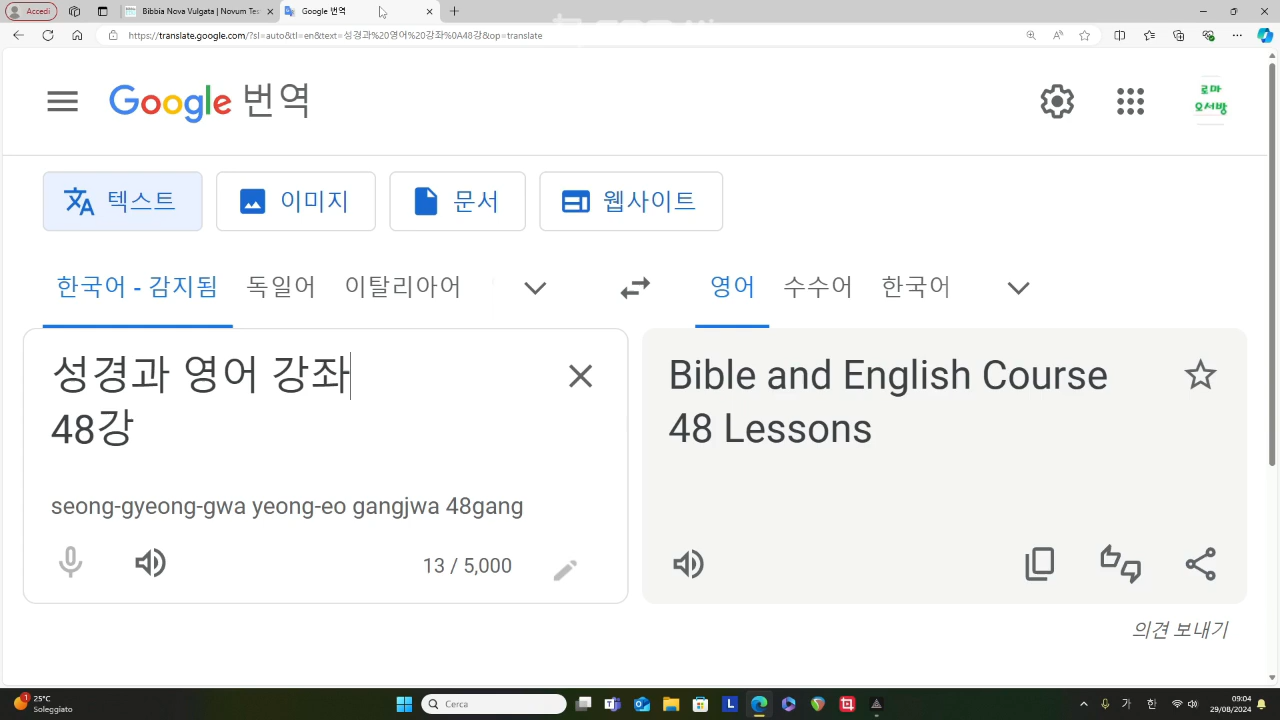 Accedi
Bibbia Nova Vulgata | Novum Te
Google 번역
https://translate.google.com/?sl=auto&tl=en&text=성경과%20영어%20강좌%0A48강&op=translate
Google 번역
로마
오서방
텍스트
이미지
문서
웹사이트
한국어 - 감지됨
독일어
이탈리아어
영어
수수어
한국어
성경과 영어 강좌
48강
seong-gyeong-gwa yeong-eo gangjwa 48gang
13 / 5,000
Bible and English Course
48 Lessons
의견 보내기
1
25°C
Soleggiato
Cerca
가
한
09:04
29/08/2024